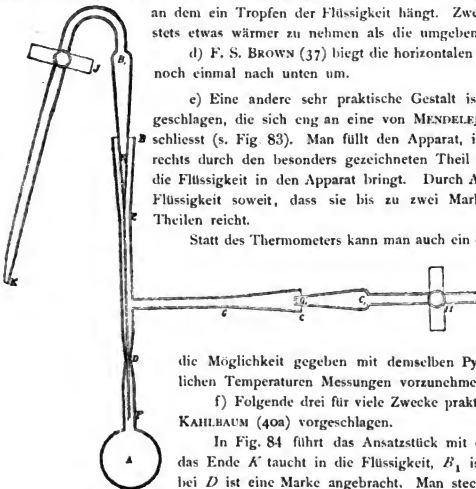 an dem ein Tropfen der Flüssigkeit hängt. Zwe
stets etwas wärmer zu nehmen als die umgeben
d) F. S. BROWN (37) biegt die horizontalen
noch einmal nach unten um.
e) Eine andere sehr praktische Gestalt is
geschlagen, die sich eng an eine von MENDELEJ
schliesst (s. Fig. 83). Man füllt den Apparat, i
rechts durch den besonders gezeichneten Theil
die Flüssigkeit in den Apparat bringt. Durch A
Flüssigkeit soweit, dass sie bis zu zwei Mark
Theilen reicht.
Statt des Thermometers kann man auch ein
die Möglichkeit gegeben mit demselben Py
lichen Temperaturen Messungen vorzunehme
f) Folgende drei für viele Zwecke prakt
KAHLBAUM (40a) vorgeschlagen.
In Fig. 84 führt das Ansatzstück mit
das Ende K taucht in die Flüssigkeit, B₁ is
bei D ist eine Marke angebracht. Man stec
J
B
E
K
G
C
C,
H
D
F
A